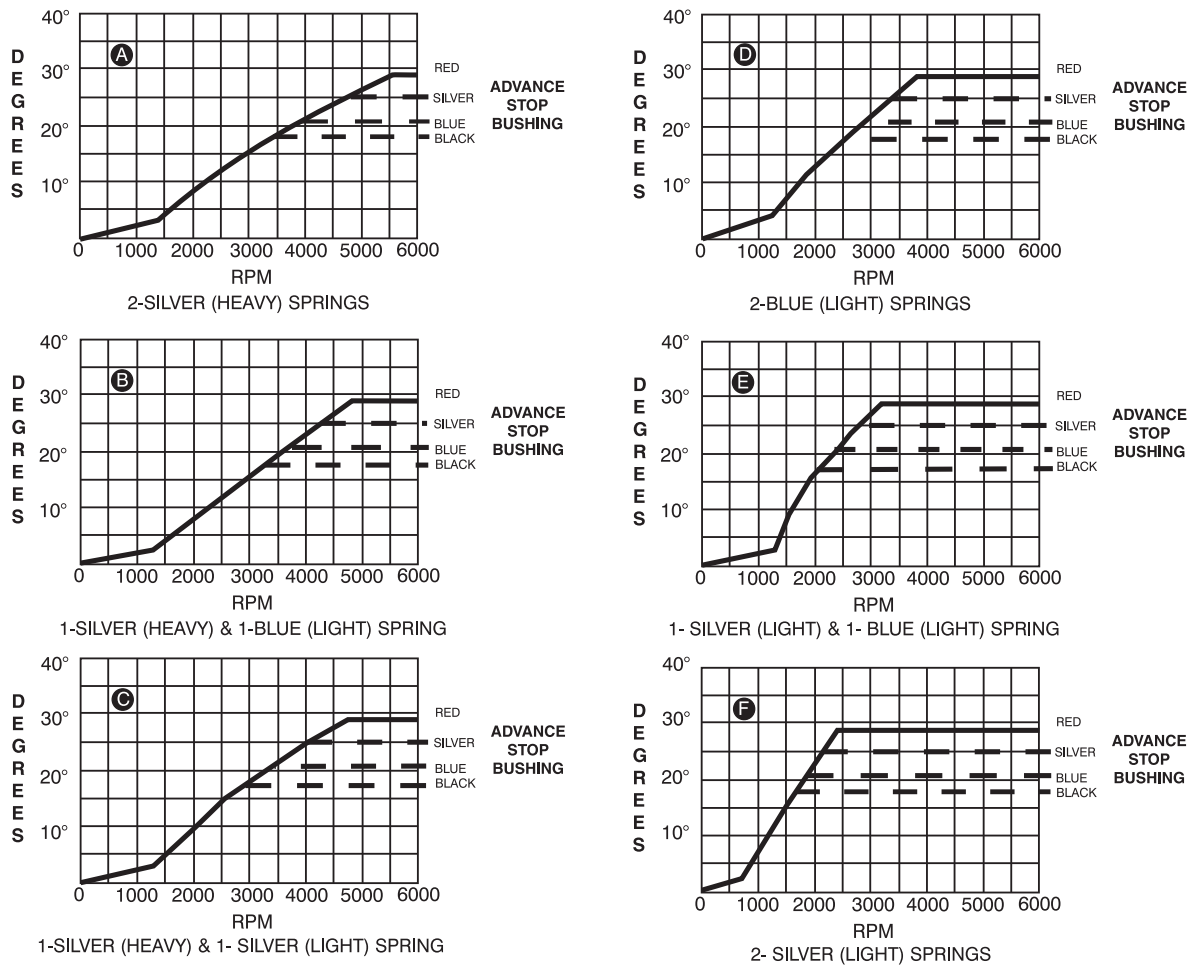 40°
A
30°
20°
10°
DEGREES
RED
SILVER
BLUE
BLACK
ADVANCE
STOP
BUSHING
0 1000 2000 3000 4000 5000 6000
RPM
2-SILVER (HEAVY) SPRINGS
40°
D
30°
20°
10°
DEGREES
RED
SILVER
BLUE
BLACK
ADVANCE
STOP
BUSHING
0 1000 2000 3000 4000 5000 6000
RPM
2-BLUE (LIGHT) SPRINGS
40°
B
30°
20°
10°
DEGREES
RED
SILVER
BLUE
BLACK
ADVANCE
STOP
BUSHING
0 1000 2000 3000 4000 5000 6000
RPM
1-SILVER (HEAVY) & 1-BLUE (LIGHT) SPRING
40°
E
30°
20°
10°
DEGREES
RED
SILVER
BLUE
BLACK
ADVANCE
STOP
BUSHING
0 1000 2000 3000 4000 5000 6000
RPM
1- SILVER (LIGHT) & 1- BLUE (LIGHT) SPRING
40°
C
30°
20°
10°
DEGREES
RED
SILVER
BLUE
BLACK
ADVANCE
STOP
BUSHING
0 1000 2000 3000 4000 5000 6000
RPM
1-SILVER (HEAVY) & 1- SILVER (LIGHT) SPRING
40°
F
30°
20°
10°
DEGREES
RED
SILVER
BLUE
BLACK
ADVANCE
STOP
BUSHING
0 1000 2000 3000 4000 5000 6000
RPM
2- SILVER (LIGHT) SPRINGS